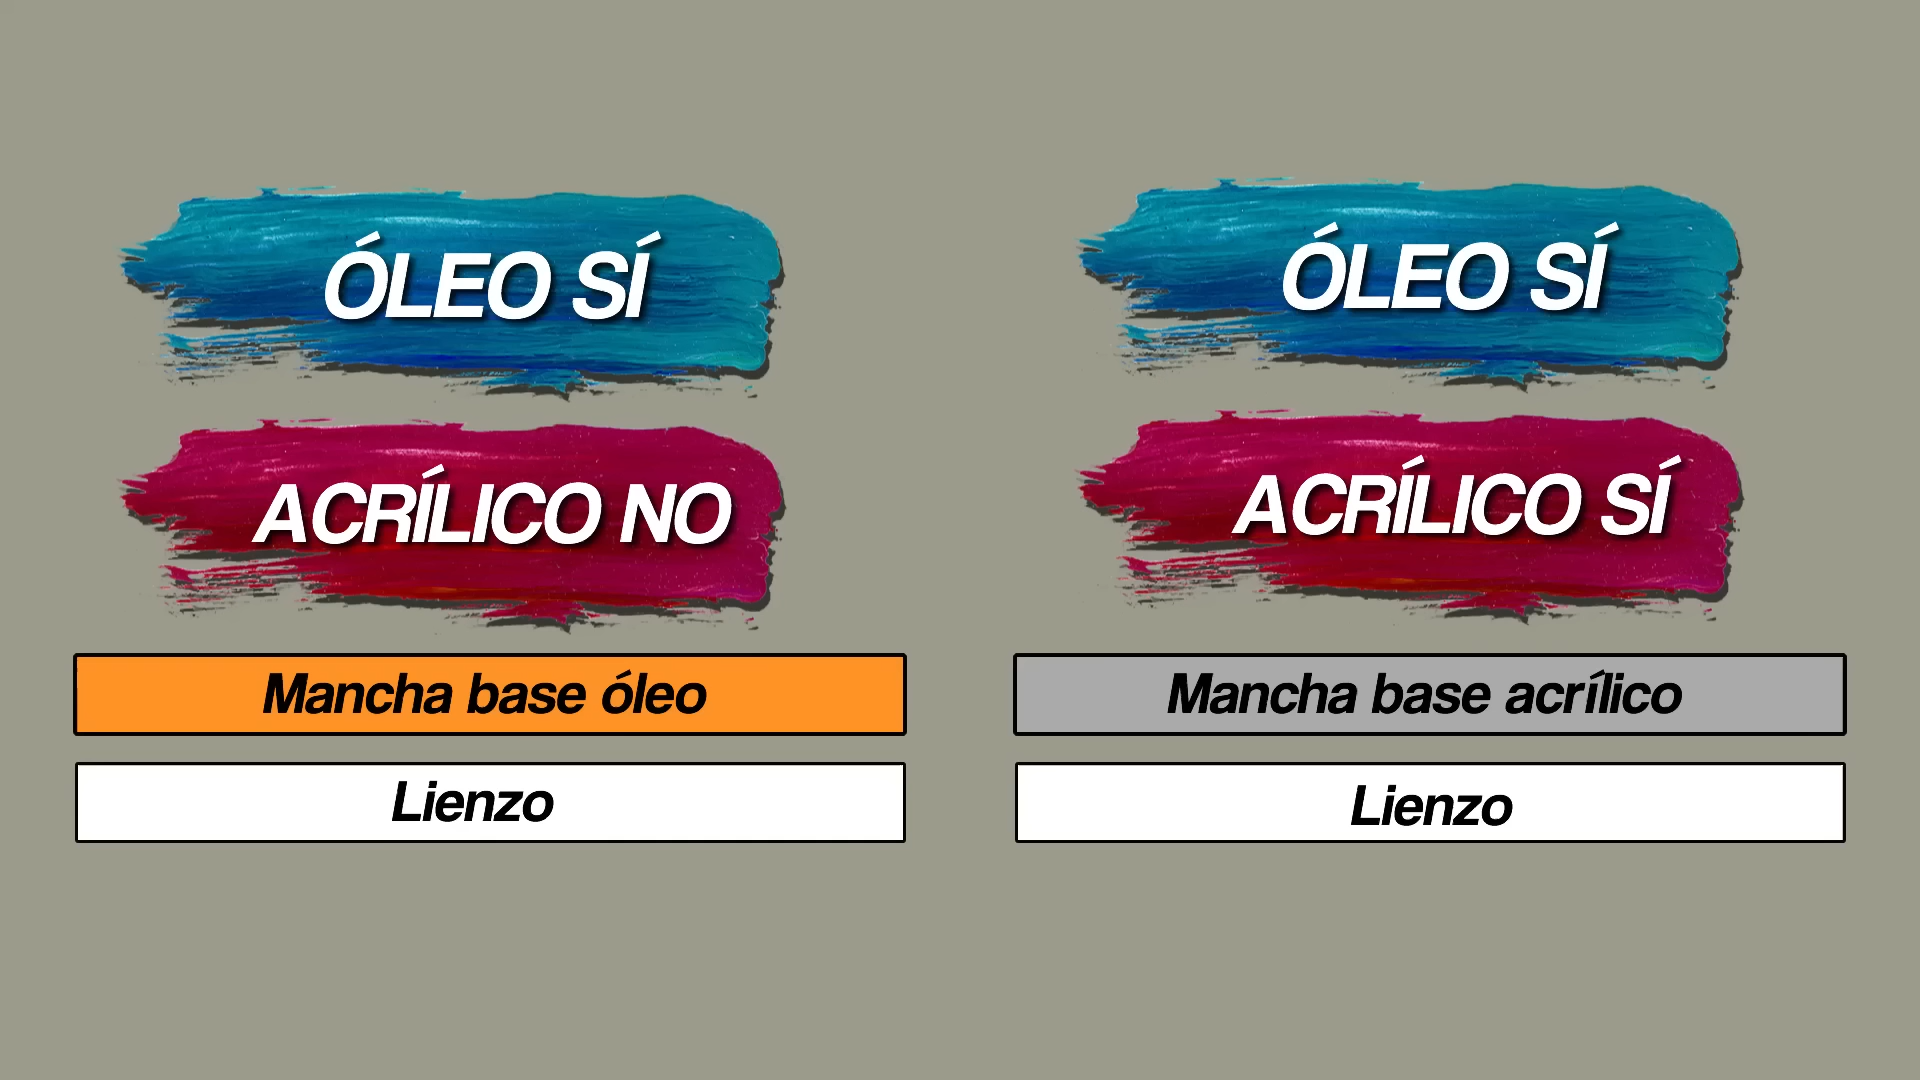 ÓLEO SÍ
ACRÍLICO NO
Mancha base óleo
Lienzo
ÓLEO SÍ
ACRÍLICO SÍ
Mancha base acrílico
Lienzo